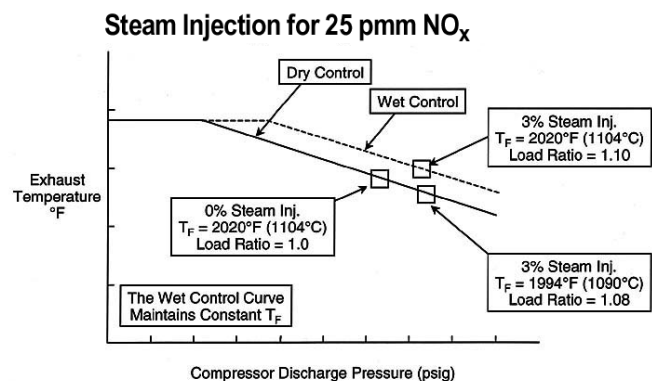 Steam Injection for 25 pmm NOx
Dry Control
Wet Control
3% Steam Inj.
TF = 2020°F (1104°C)
Load Ratio = 1.10
Exhaust
Temperature
°F
0% Steam Inj.
TF = 2020°F (1104°C)
Load Ratio = 1.0
3% Steam Inj.
TF = 1994°F (1090°C)
Load Ratio = 1.08
The Wet Control Curve
Maintains Constant TF
Compressor Discharge Pressure (psig)